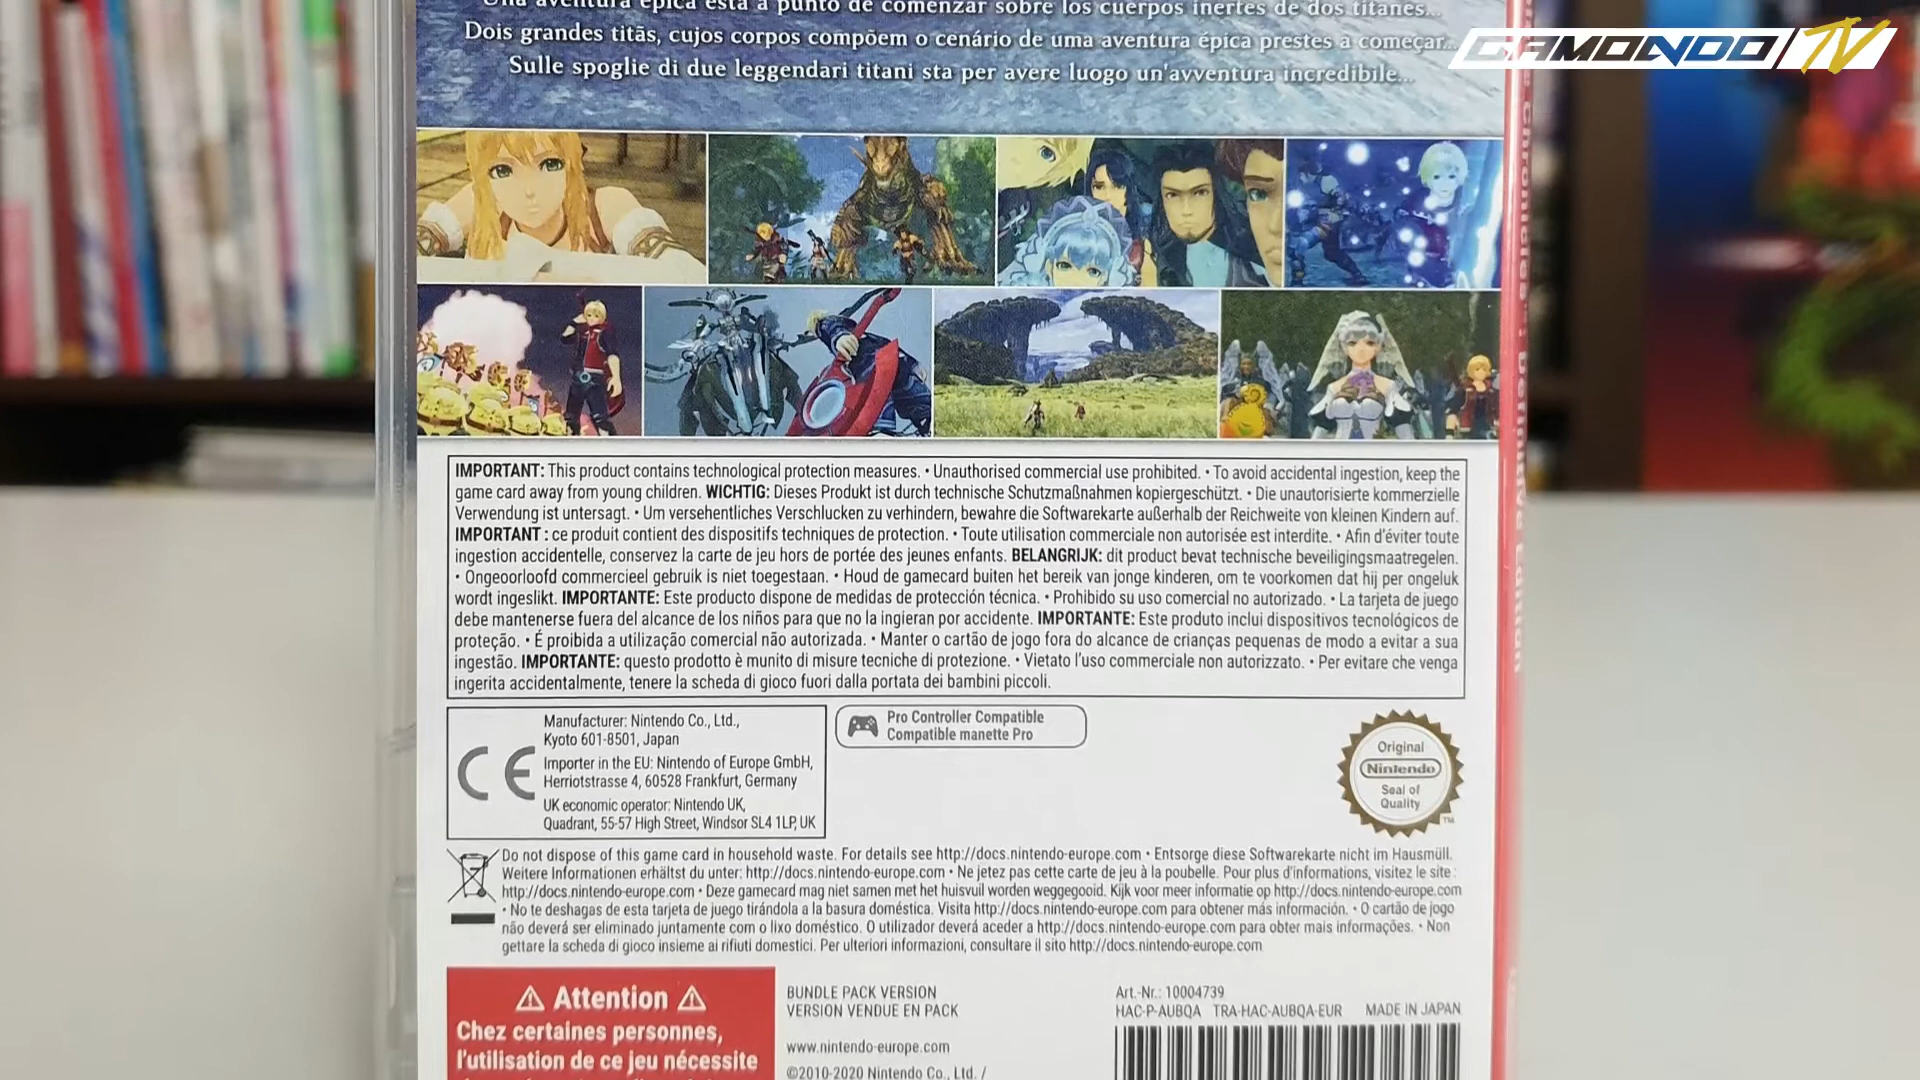 Una aventura épica está a punto de comenzar sobre los cuerpos inertes de dos titanes...
Dois grandes titãs, cujos corpos compõem o cenário de uma aventura épica prestes a começar...
Sulle spoglie di due leggendari titani sta per avere luogo un'avventura incredibile...
GAMONDO TV
Chronicles: Definitive Edition
IMPORTANT: This product contains technological protection measures. • Unauthorised commercial use prohibited. • To avoid accidental ingestion, keep the
game card away from young children. WICHTIG: Dieses Produkt ist durch technische Schutzmaßnahmen kopiergeschützt. • Die unautorisierte kommerzielle
Verwendung ist untersagt. • Um versehentliches Verschlucken zu verhindern, bewahre die Softwarekarte außerhalb der Reichweite von kleinen Kindern auf.
IMPORTANT : ce produit contient des dispositifs techniques de protection. • Toute utilisation commerciale non autorisée est interdite. • Afin d'éviter toute
ingestion accidentelle, conservez la carte de jeu hors de portée des jeunes enfants. BELANGRIJK: dit product bevat technische beveiligingsmaatregelen.
• Ongeoorloofd commercieel gebruik is niet toegestaan. • Houd de gamecard buiten het bereik van jonge kinderen, om te voorkomen dat hij per ongeluk
wordt ingeslikt. IMPORTANTE: Este producto dispone de medidas de protección técnica. • Prohibido su uso comercial no autorizado. • La tarjeta de juego
debe mantenerse fuera del alcance de los niños para que no la ingieran por accidente. IMPORTANTE: Este produto inclui dispositivos tecnológicos de
proteção. • É proibida a utilização comercial não autorizada. • Manter o cartão de jogo fora do alcance de crianças pequenas de modo a evitar a sua
ingestão. IMPORTANTE: questo prodotto è munito di misure tecniche di protezione. • Vietato l'uso commerciale non autorizzato. • Per evitare che venga
ingerita accidentalmente, tenere la scheda di gioco fuori dalla portata dei bambini piccoli.
CE
Manufacturer: Nintendo Co., Ltd.,
Kyoto 601-8501, Japan
Importer in the EU: Nintendo of Europe GmbH,
Herriotstrasse 4, 60528 Frankfurt, Germany
UK economic operator: Nintendo UK,
Quadrant, 55-57 High Street, Windsor SL4 1LP, UK
Pro Controller Compatible
Compatible manette Pro
Original
Nintendo
Seal of
Quality
TM
Do not dispose of this game card in household waste. For details see http://docs.nintendo-europe.com • Entsorge diese Softwarekarte nicht im Hausmüll.
Weitere Informationen erhältst du unter: http://docs.nintendo-europe.com • Ne jetez pas cette carte de jeu à la poubelle. Pour plus d'informations, visitez le site :
http://docs.nintendo-europe.com • Deze gamecard mag niet samen met het huisvuil worden weggegooid. Kijk voor meer informatie op http://docs.nintendo-europe.com
• No te deshagas de esta tarjeta de juego tirándola a la basura doméstica. Visita http://docs.nintendo-europe.com para obtener más información. • O cartão de jogo
não deverá ser eliminado juntamente com o lixo doméstico. O utilizador deverá aceder a http://docs.nintendo-europe.com para obter mais informações. • Non
gettare la scheda di gioco insieme ai rifiuti domestici. Per ulteriori informazioni, consultare il sito http://docs.nintendo-europe.com
⚠ Attention ⚠
Chez certaines personnes,
l'utilisation de ce jeu nécessite
BUNDLE PACK VERSION
VERSION VENDUE EN PACK
www.nintendo-europe.com
©2010-2020 Nintendo Co., Ltd. /
Art.-Nr.: 10004739
HAC-P-AUBQA TRA-HAC-AUBQA-EUR MADE IN JAPAN